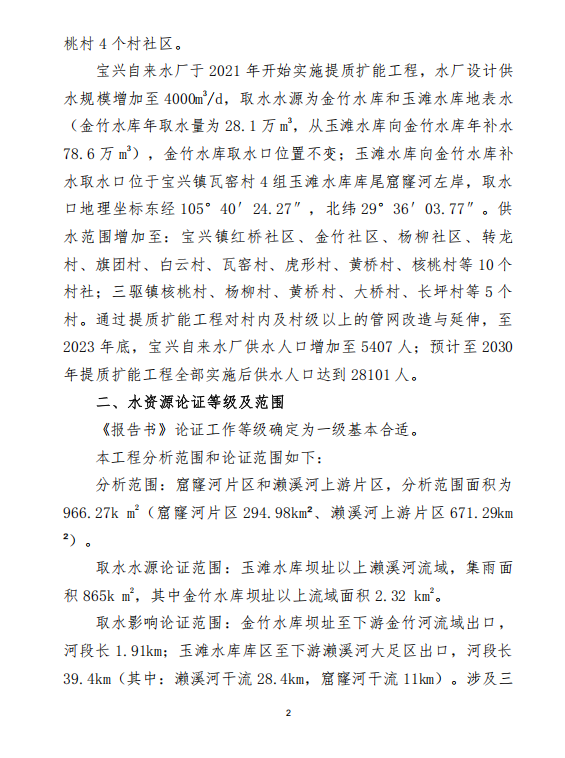 桃村 4 个村社区。
宝兴自来水厂于 2021 年开始实施提质扩能工程，水厂设计供
水规模增加至 4000m³/d，取水水源为金竹水库和玉滩水库地表水
（金竹水库年取水量为 28.1 万 m³，从玉滩水库向金竹水库年补水
78.6 万 m³），金竹水库取水口位置不变；玉滩水库向金竹水库补
水取水口位于宝兴镇瓦窑村 4 组玉滩水库库尾窟窿河左岸，取水
口地理坐标东经 105° 40′ 24.27″，北纬 29° 36′ 03.77″。供
水范围增加至：宝兴镇红桥社区、金竹社区、杨柳社区、转龙
村、旗团村、白云村、瓦窑村、虎形村、黄桥村、核桃村等 10 个
村社；三驱镇核桃村、杨柳村、黄桥村、大桥村、长坪村等 5 个
村。通过提质扩能工程对村内及村级以上的管网改造与延伸，至
2023 年底，宝兴自来水厂供水人口增加至 5407 人；预计至 2030
年提质扩能工程全部实施后供水人口达到 28101 人。
二、水资源论证等级及范围
《报告书》论证工作等级确定为一级基本合适。
本工程分析范围和论证范围如下：
分析范围：窟窿河片区和濑溪河上游片区，分析范围面积为
966.27k m²（窟窿河片区 294.98km²、濑溪河上游片区 671.29km
²）。
取水水源论证范围：玉滩水库坝址以上濑溪河流域，集雨面
积 865k m²，其中金竹水库坝址以上流域面积 2.32 km²。
取水影响论证范围：金竹水库坝址至下游金竹河流域出口，
河段长 1.91km；玉滩水库库区至下游濑溪河大足区出口，河段长
39.4km（其中：濑溪河干流 28.4km，窟窿河干流 11km）。涉及三
2